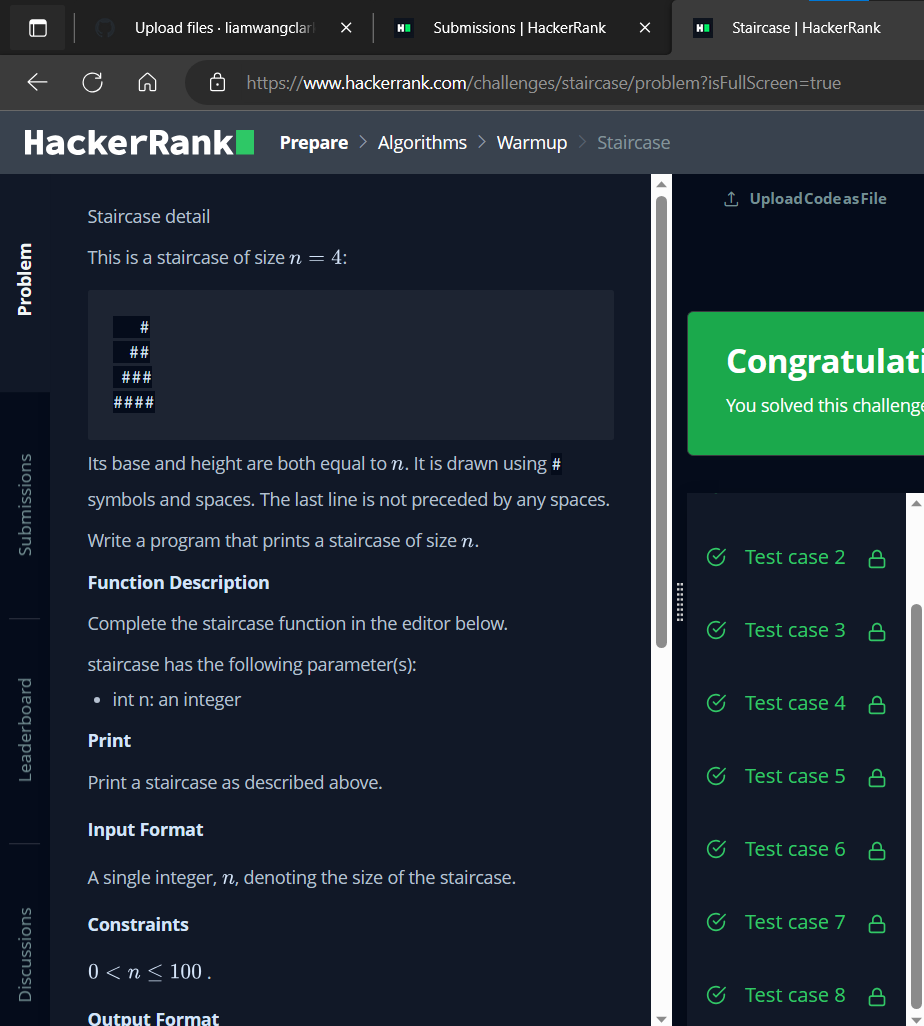 Upload files · liamwangclar
Submissions | HackerRank
Staircase | HackerRank
https://www.hackerrank.com/challenges/staircase/problem?isFullScreen=true
HackerRank
Prepare > Algorithms > Warmup > Staircase
Problem
Submissions
Leaderboard
Discussions
Staircase detail
This is a staircase of size n = 4:
   #
  ##
 ###
####
Its base and height are both equal to n. It is drawn using #
symbols and spaces. The last line is not preceded by any spaces.
Write a program that prints a staircase of size n.
Function Description
Complete the staircase function in the editor below.
staircase has the following parameter(s):
• int n: an integer
Print
Print a staircase as described above.
Input Format
A single integer, n, denoting the size of the staircase.
Constraints
0 < n ≤ 100 .
Output Format
Upload Code as File
Congratulati
You solved this challenge
Test case 2
Test case 3
Test case 4
Test case 5
Test case 6
Test case 7
Test case 8